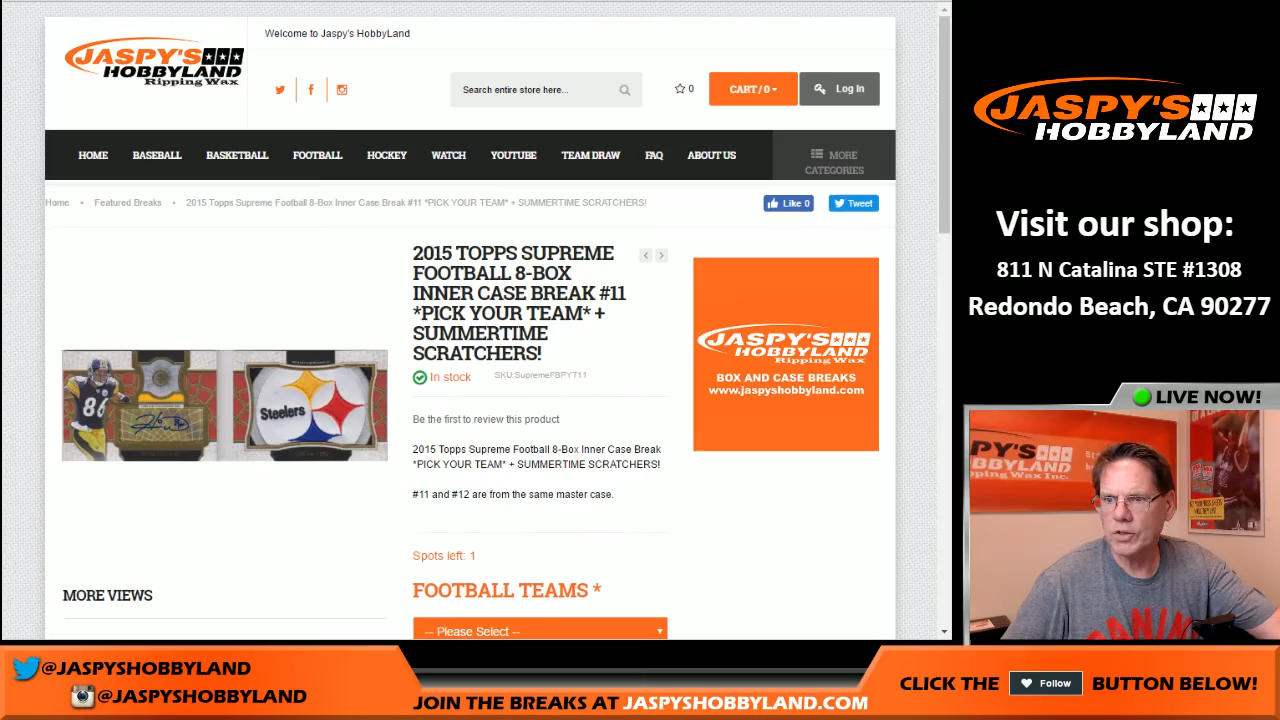 JASPY'S
HOBBYLAND
Ripping Wax
Welcome to Jaspy's HobbyLand
Search entire store here...
0
CART / 0
Log In
HOME
BASEBALL
BASKETBALL
FOOTBALL
HOCKEY
WATCH
YOUTUBE
TEAM DRAW
FAQ
ABOUT US
MORE
CATEGORIES
Home • Featured Breaks • 2015 Topps Supreme Football 8-Box Inner Case Break #11 *PICK YOUR TEAM* + SUMMERTIME SCRATCHERS!
Like 0
Tweet
2015 TOPPS SUPREME
FOOTBALL 8-BOX
INNER CASE BREAK #11
*PICK YOUR TEAM* +
SUMMERTIME
SCRATCHERS!
In stock
SKU:SupremeFBPYT11
Be the first to review this product
2015 Topps Supreme Football 8-Box Inner Case Break
*PICK YOUR TEAM* + SUMMERTIME SCRATCHERS!
#11 and #12 are from the same master case.
Spots left: 1
FOOTBALL TEAMS *
-- Please Select --
86
Steelers
MORE VIEWS
JASPY'S
HOBBYLAND
Ripping Wax
BOX AND CASE BREAKS
www.jaspyshobbyland.com
JASPY'S
HOBBYLAND
Visit our shop:
811 N Catalina STE #1308
Redondo Beach, CA 90277
LIVE NOW!
SPY'S
OBBYLAND
Ripping Wax Inc.
@JASPYSHOBBYLAND
@JASPYSHOBBYLAND
JOIN THE BREAKS AT JASPYSHOBBYLAND.COM
CLICK THE
Follow
BUTTON BELOW!